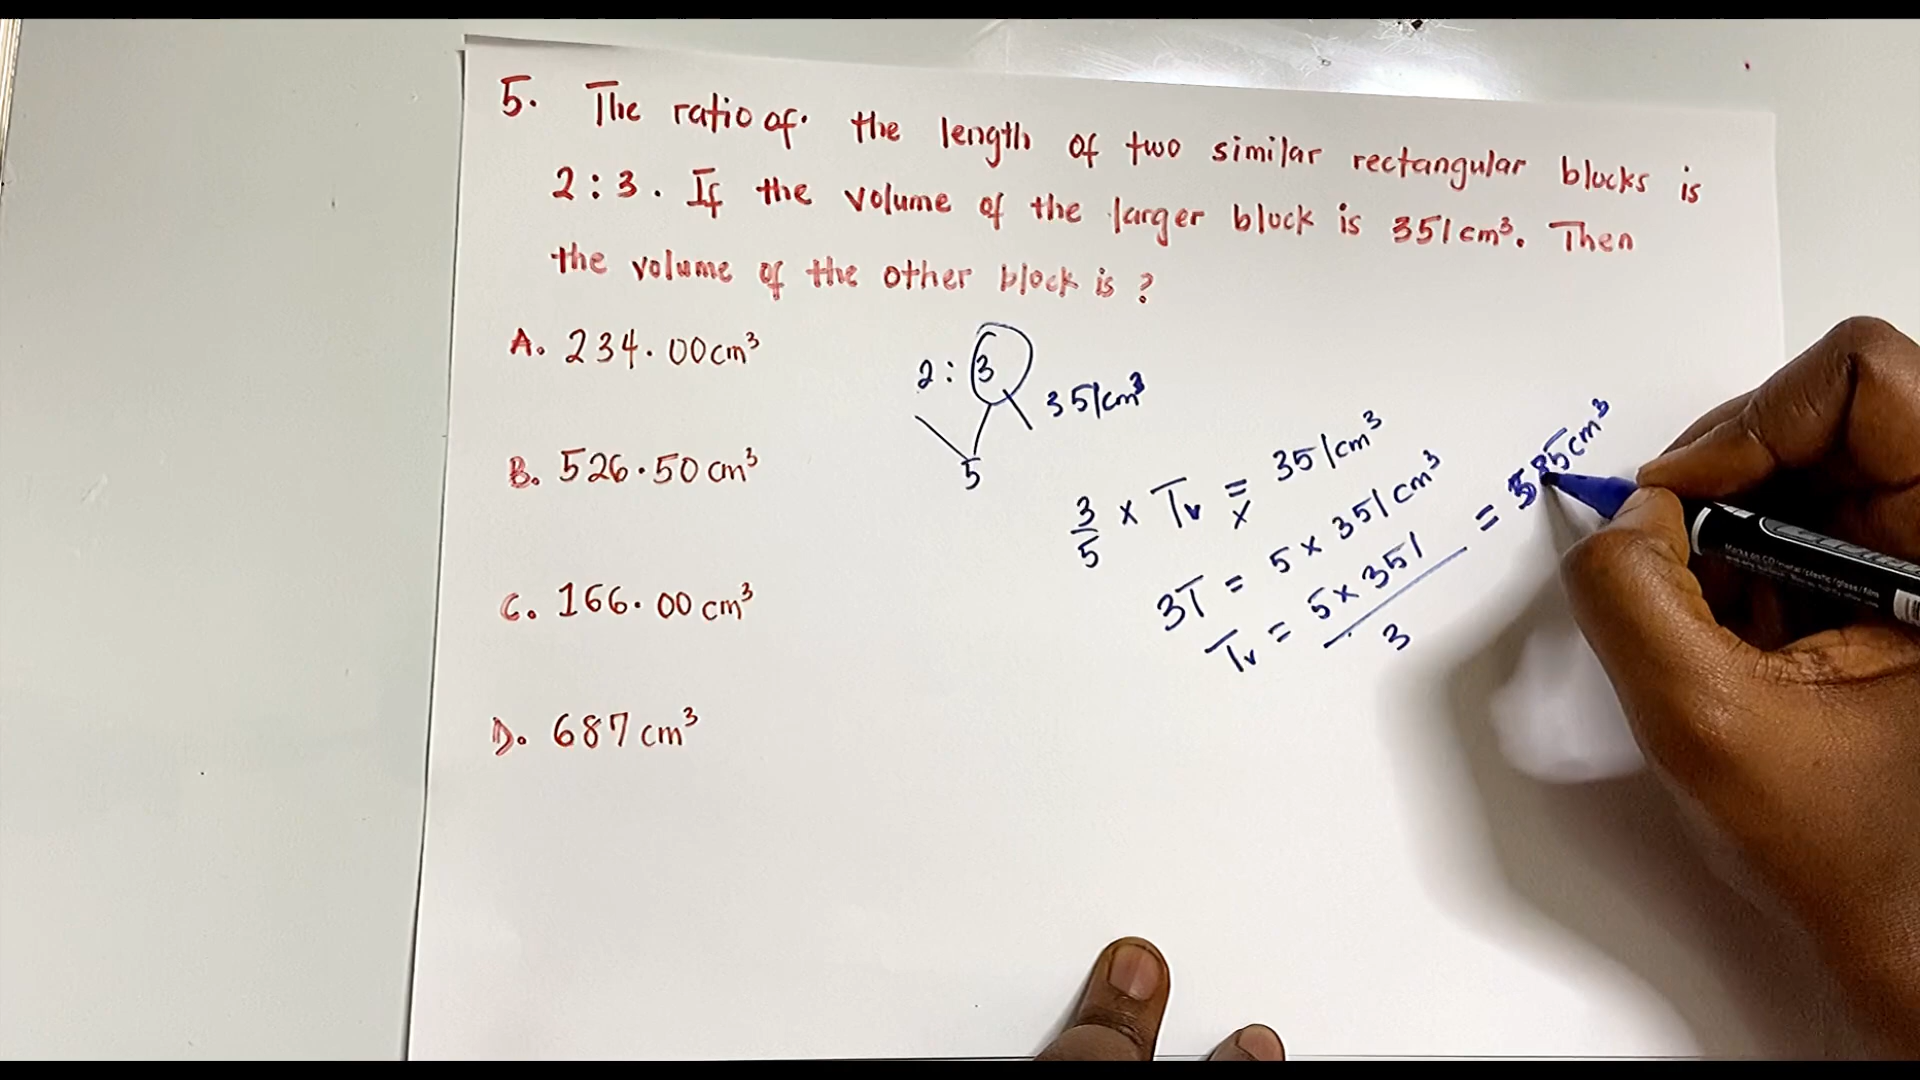 5. The ratio of. the length of two similar rectangular blocks is
2 : 3. If the volume of the larger block is 351cm³. Then
the volume of the other block is ?
A. 234.00cm³
B. 526.50cm³
C. 166.00cm³
D. 687cm³
2 : 3
351cm³
5
3/5 × Tv = 351cm³
×
3T = 5 × 351cm³
Tv = 5 × 351 / 3 = 585cm³